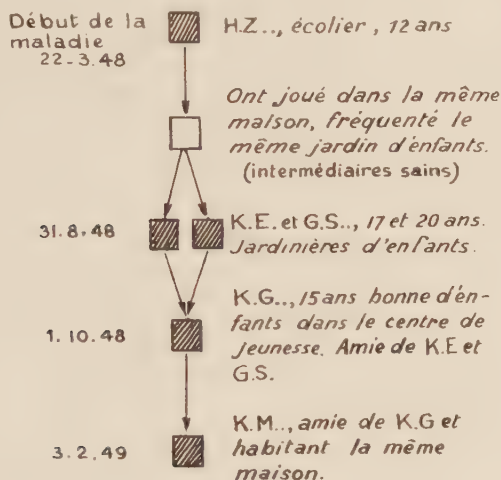 Début de la
maladie
22-3.48
H.Z.., écolier, 12 ans
Ont joué dans la même
maison, fréquenté le
même jardin d'énfants.
(intermédiaires sains)
31.8.48
K.E. et G.S.., 17 et 20 ans.
Jardinières d'enfants.
1.10.48
K.G.., 15 ans bonne d'én-
fants dans le centre de
jeunesse. Amie de K.E et
G.S.
3.2.49
K.M.., amie de K.G et
habitant la même
maison.